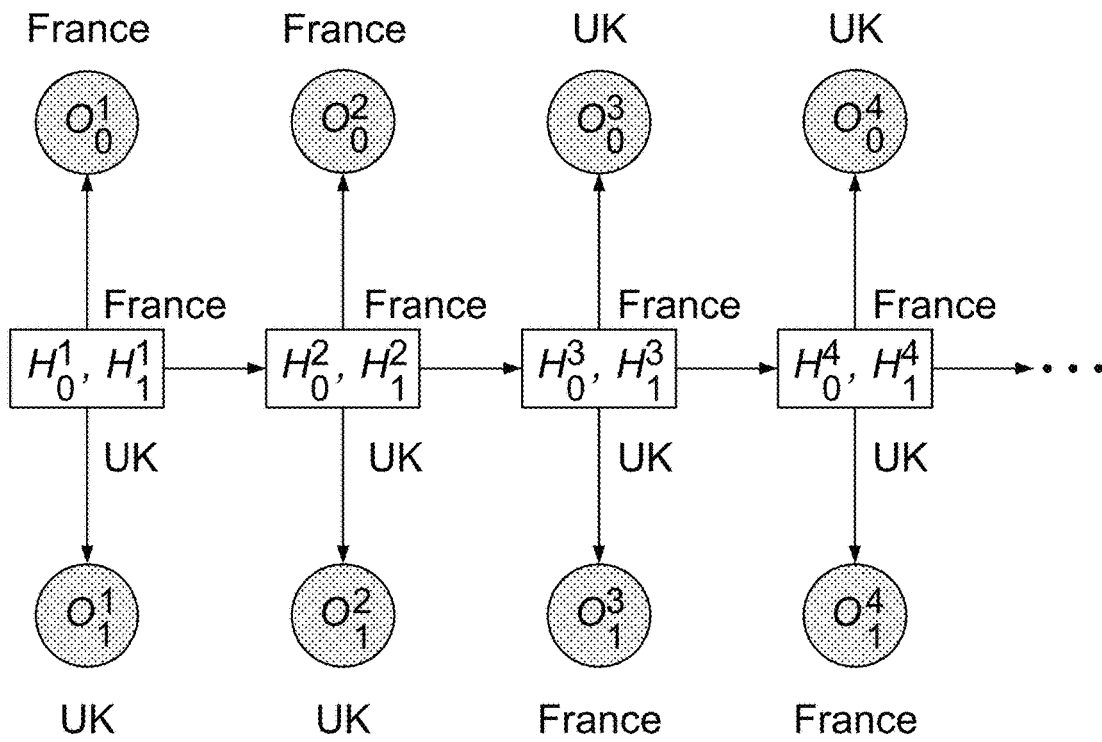 France France UK UK
O₀¹ O₀² O₀³ O₀⁴
France France France France
H₀¹, H₁¹ H₀², H₁² H₀³, H₁³ H₀⁴, H₁⁴ • • •
UK UK UK UK
O₁¹ O₁² O₁³ O₁⁴
UK UK France France